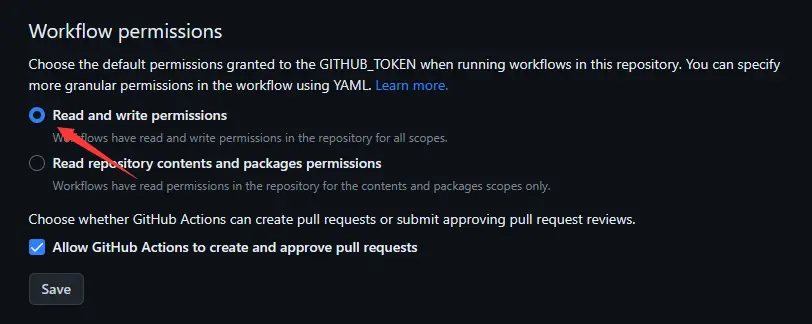 Workflow permissions
Choose the default permissions granted to the GITHUB_TOKEN when running workflows in this repository. You can specify
more granular permissions in the workflow using YAML. Learn more.
Read and write permissions
Workflows have read and write permissions in the repository for all scopes.
Read repository contents and packages permissions
Workflows have read permissions in the repository for the contents and packages scopes only.
Choose whether GitHub Actions can create pull requests or submit approving pull request reviews.
Allow GitHub Actions to create and approve pull requests
Save